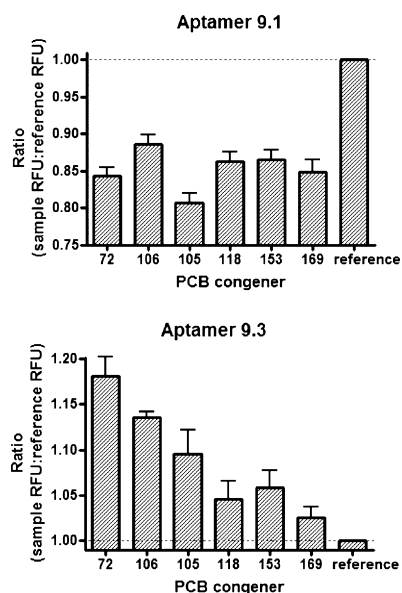 Aptamer 9.1
1.00
0.95
0.90
0.85
0.80
0.75
Ratio
(sample RFU:reference RFU)
72 106 105 118 153 169 reference
PCB congener
Aptamer 9.3
1.20
1.15
1.10
1.05
1.00
Ratio
(sample RFU:reference RFU)
72 106 105 118 153 169 reference
PCB congener